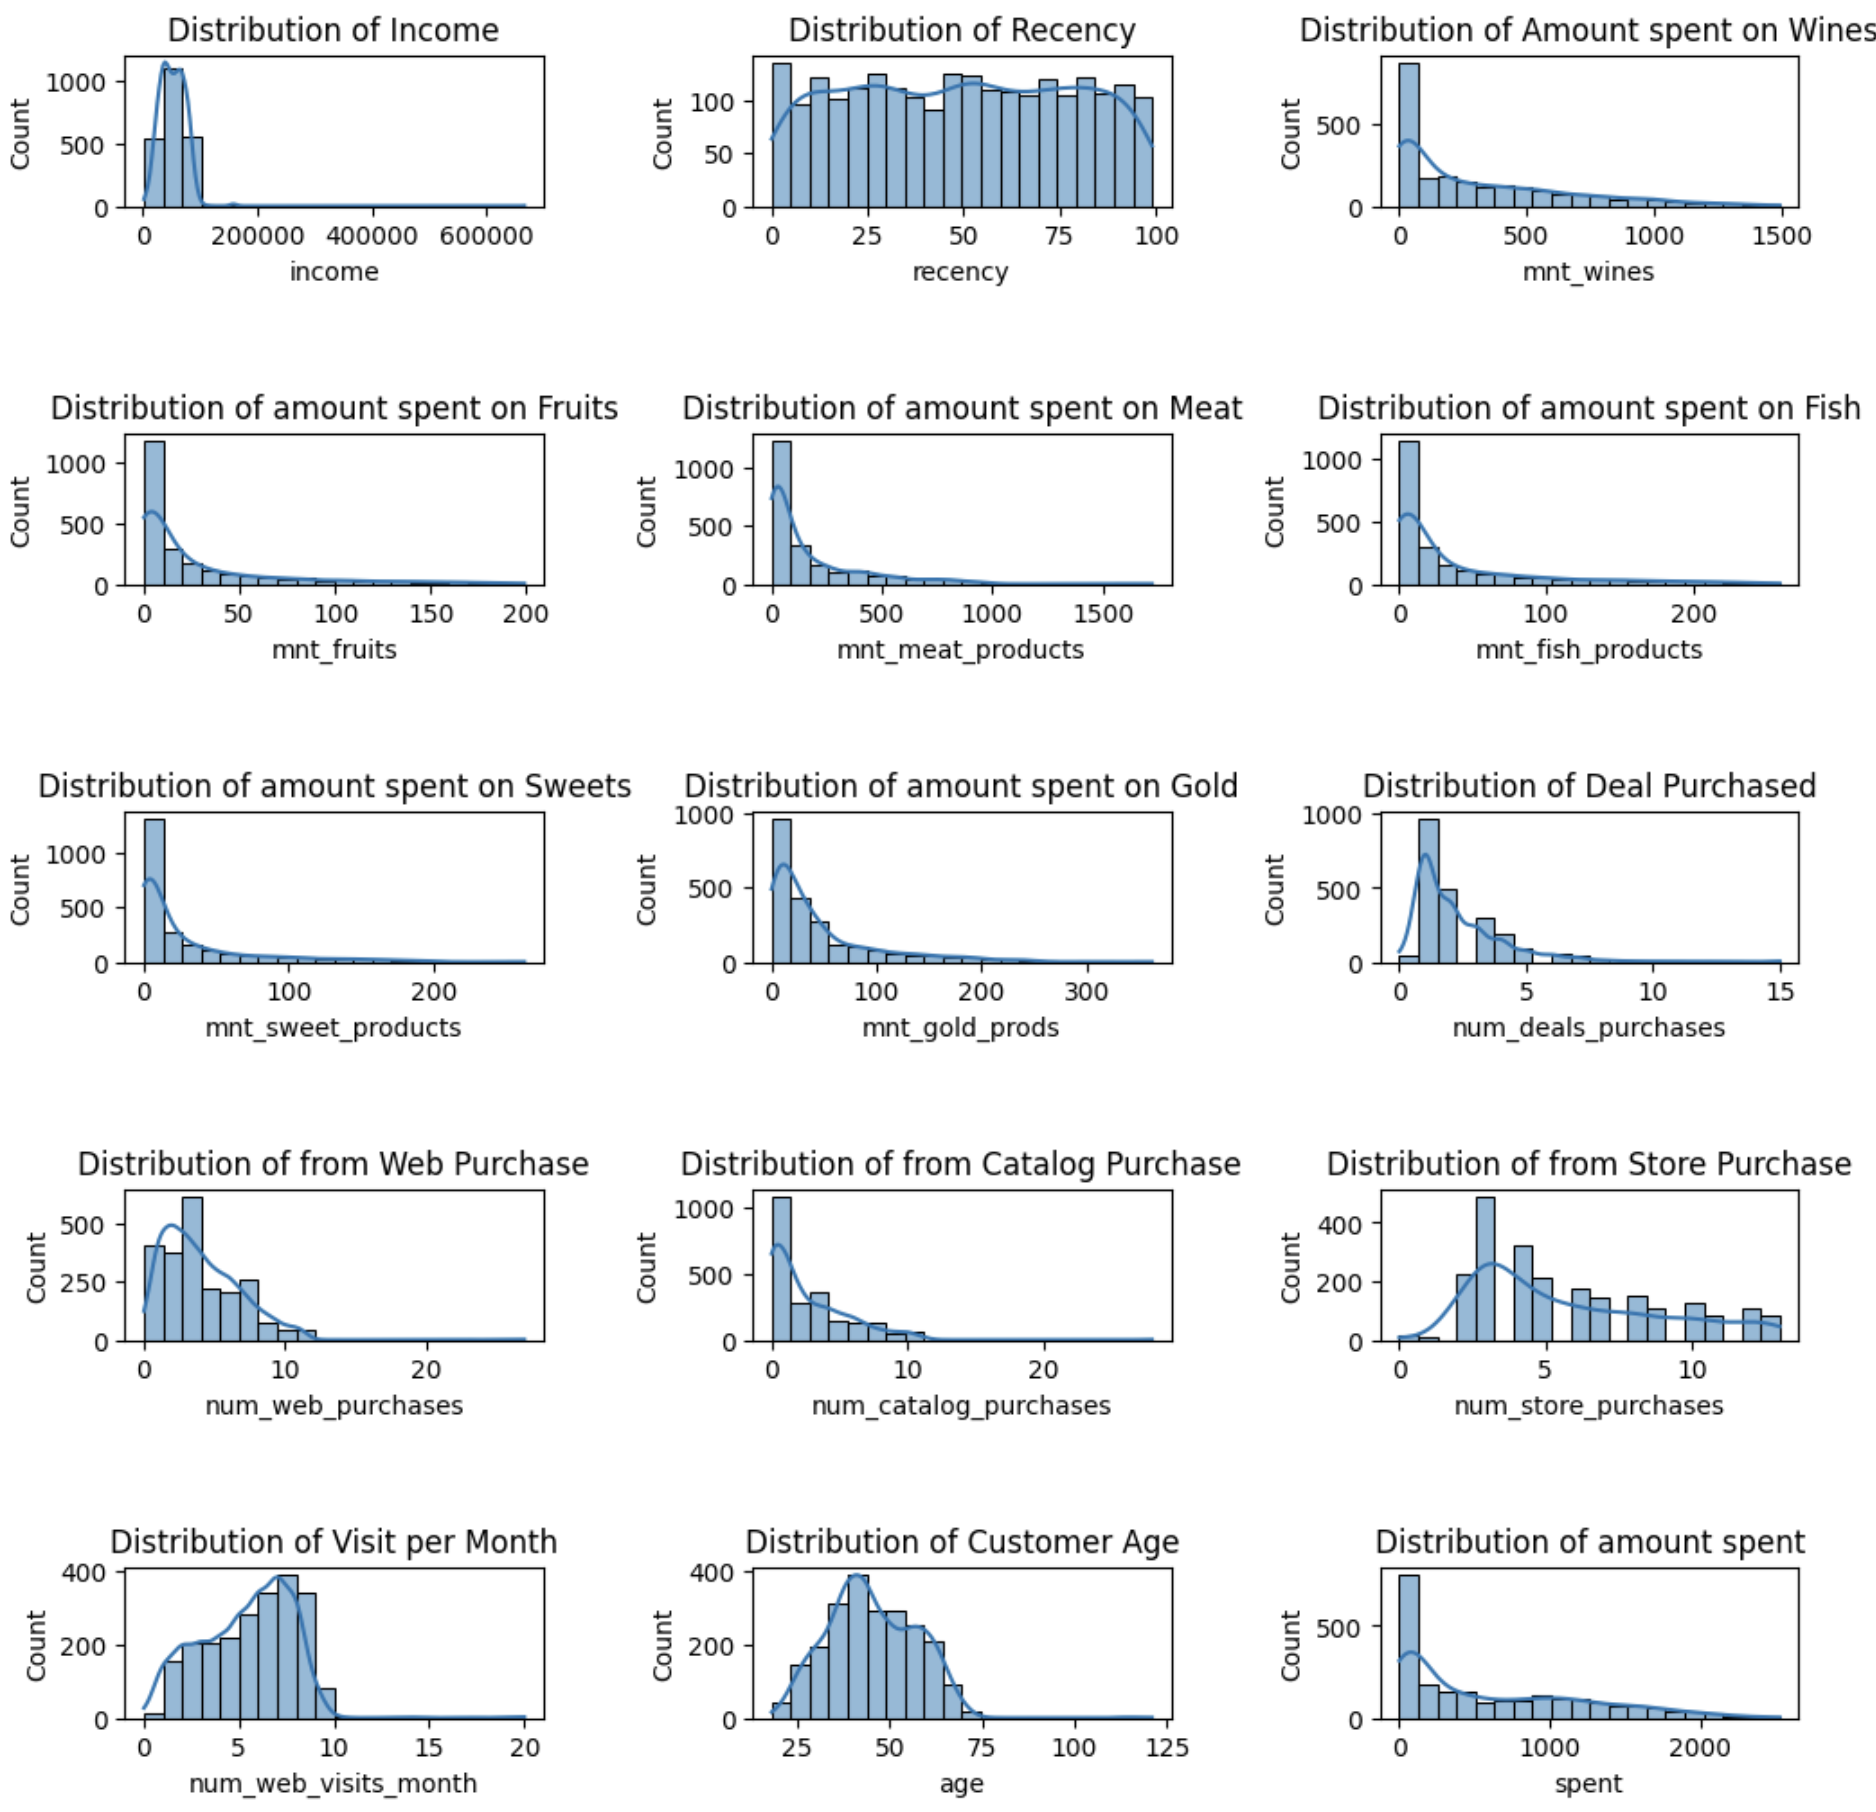 Distribution of Income
Count
1000
500
0
0 200000 400000 600000
income
Distribution of Recency
Count
100
50
0
0 25 50 75 100
recency
Distribution of Amount spent on Wines
Count
500
0
0 500 1000 1500
mnt_wines
Distribution of amount spent on Fruits
Count
1000
500
0
0 50 100 150 200
mnt_fruits
Distribution of amount spent on Meat
Count
1000
500
0
0 500 1000 1500
mnt_meat_products
Distribution of amount spent on Fish
Count
1000
500
0
0 100 200
mnt_fish_products
Distribution of amount spent on Sweets
Count
1000
500
0
0 100 200
mnt_sweet_products
Distribution of amount spent on Gold
Count
1000
500
0
0 100 200 300
mnt_gold_prods
Distribution of Deal Purchased
Count
1000
500
0
0 5 10 15
num_deals_purchases
Distribution of from Web Purchase
Count
500
250
0
0 10 20
num_web_purchases
Distribution of from Catalog Purchase
Count
1000
500
0
0 10 20
num_catalog_purchases
Distribution of from Store Purchase
Count
400
200
0
0 5 10
num_store_purchases
Distribution of Visit per Month
Count
400
200
0
0 5 10 15 20
num_web_visits_month
Distribution of Customer Age
Count
400
200
0
25 50 75 100 125
age
Distribution of amount spent
Count
500
0
0 1000 2000
spent